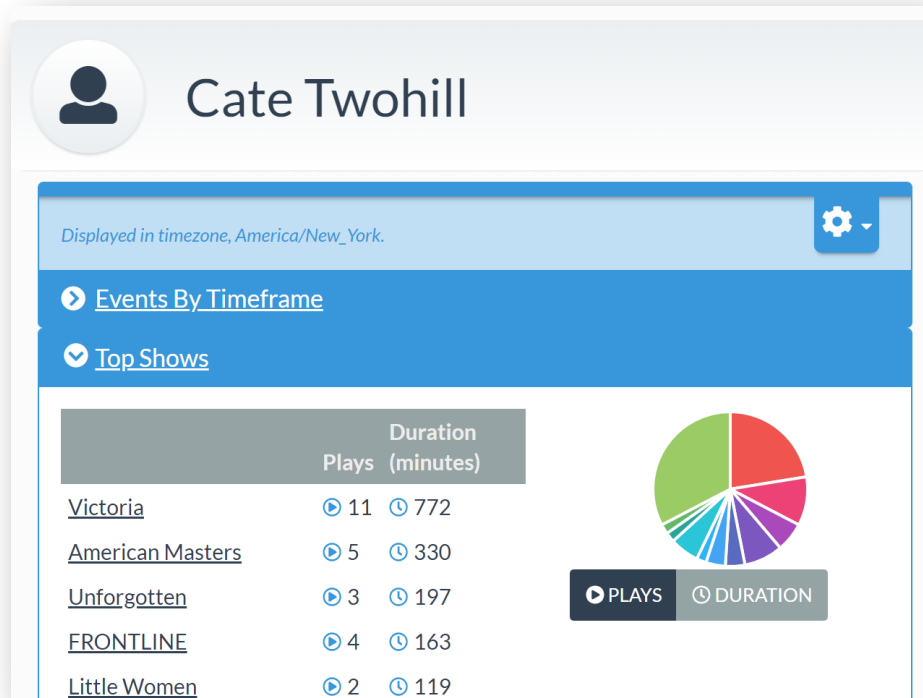 Cate Twohill
Displayed in timezone, America/New_York.
Events By Timeframe
Top Shows
Plays Duration (minutes)
Victoria 11 772
American Masters 5 330
Unforgotten 3 197
FRONTLINE 4 163
Little Women 2 119
PLAYS DURATION